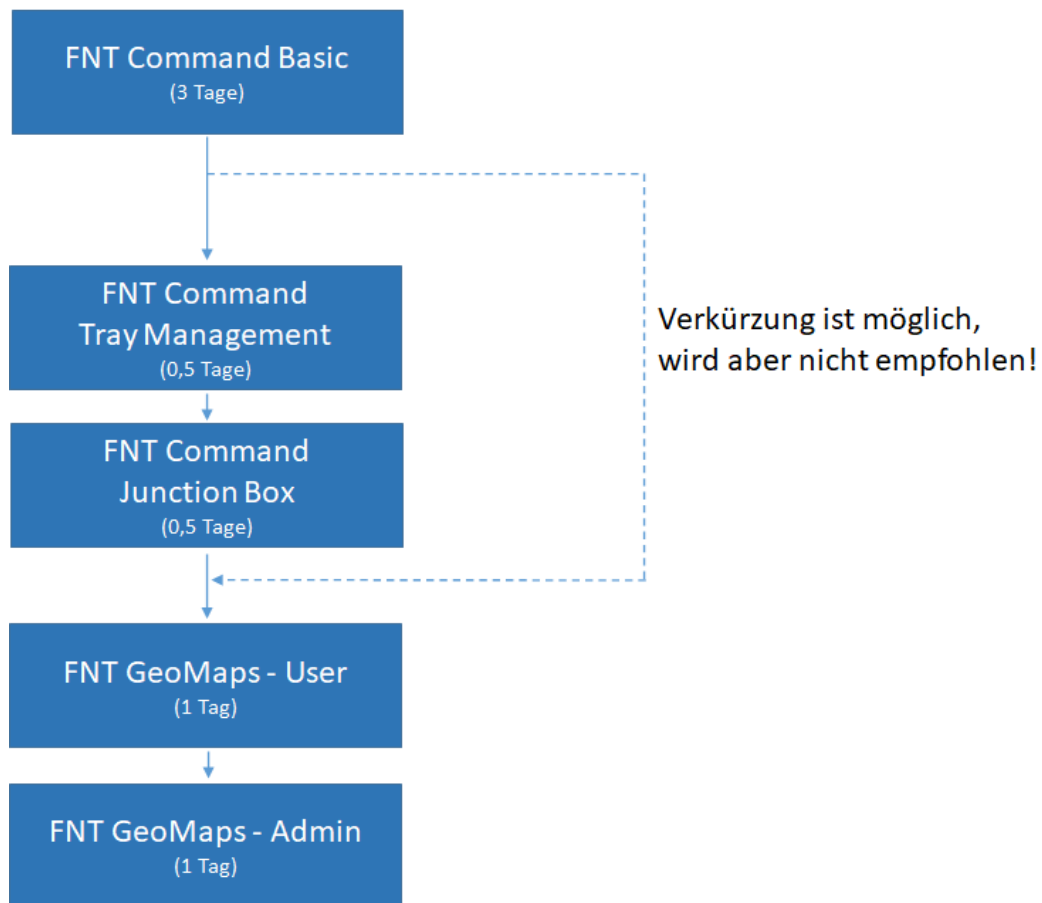 FNT Command Basic
(3 Tage)
FNT Command
Tray Management
(0,5 Tage)
Verkürzung ist möglich,
wird aber nicht empfohlen!
FNT Command
Junction Box
(0,5 Tage)
FNT GeoMaps - User
(1 Tag)
FNT GeoMaps - Admin
(1 Tag)